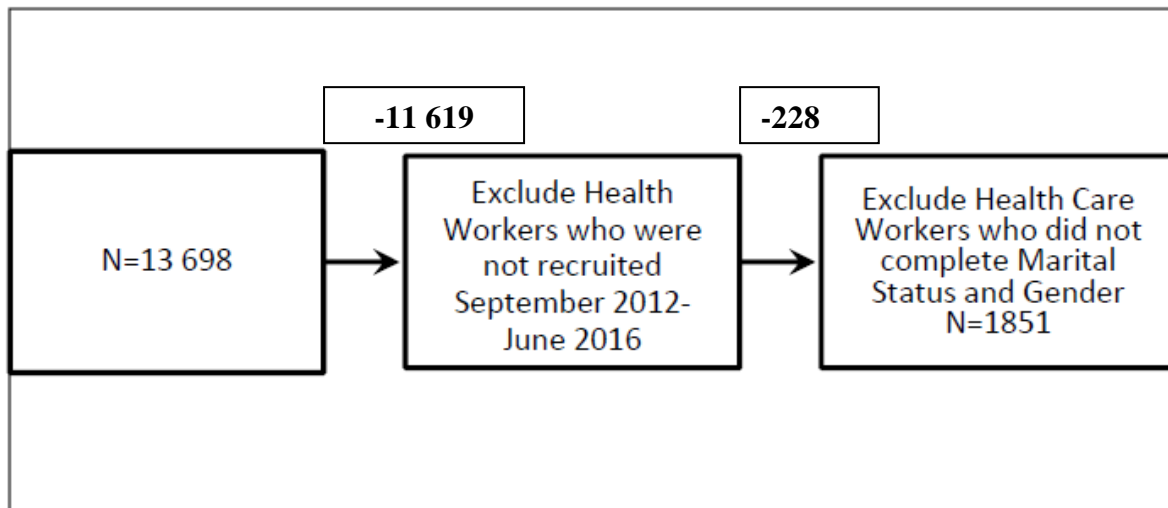 -11 619
-228
N=13 698
Exclude Health
Workers who were
not recruited
September 2012-
June 2016
Exclude Health Care
Workers who did not
complete Marital
Status and Gender
N=1851